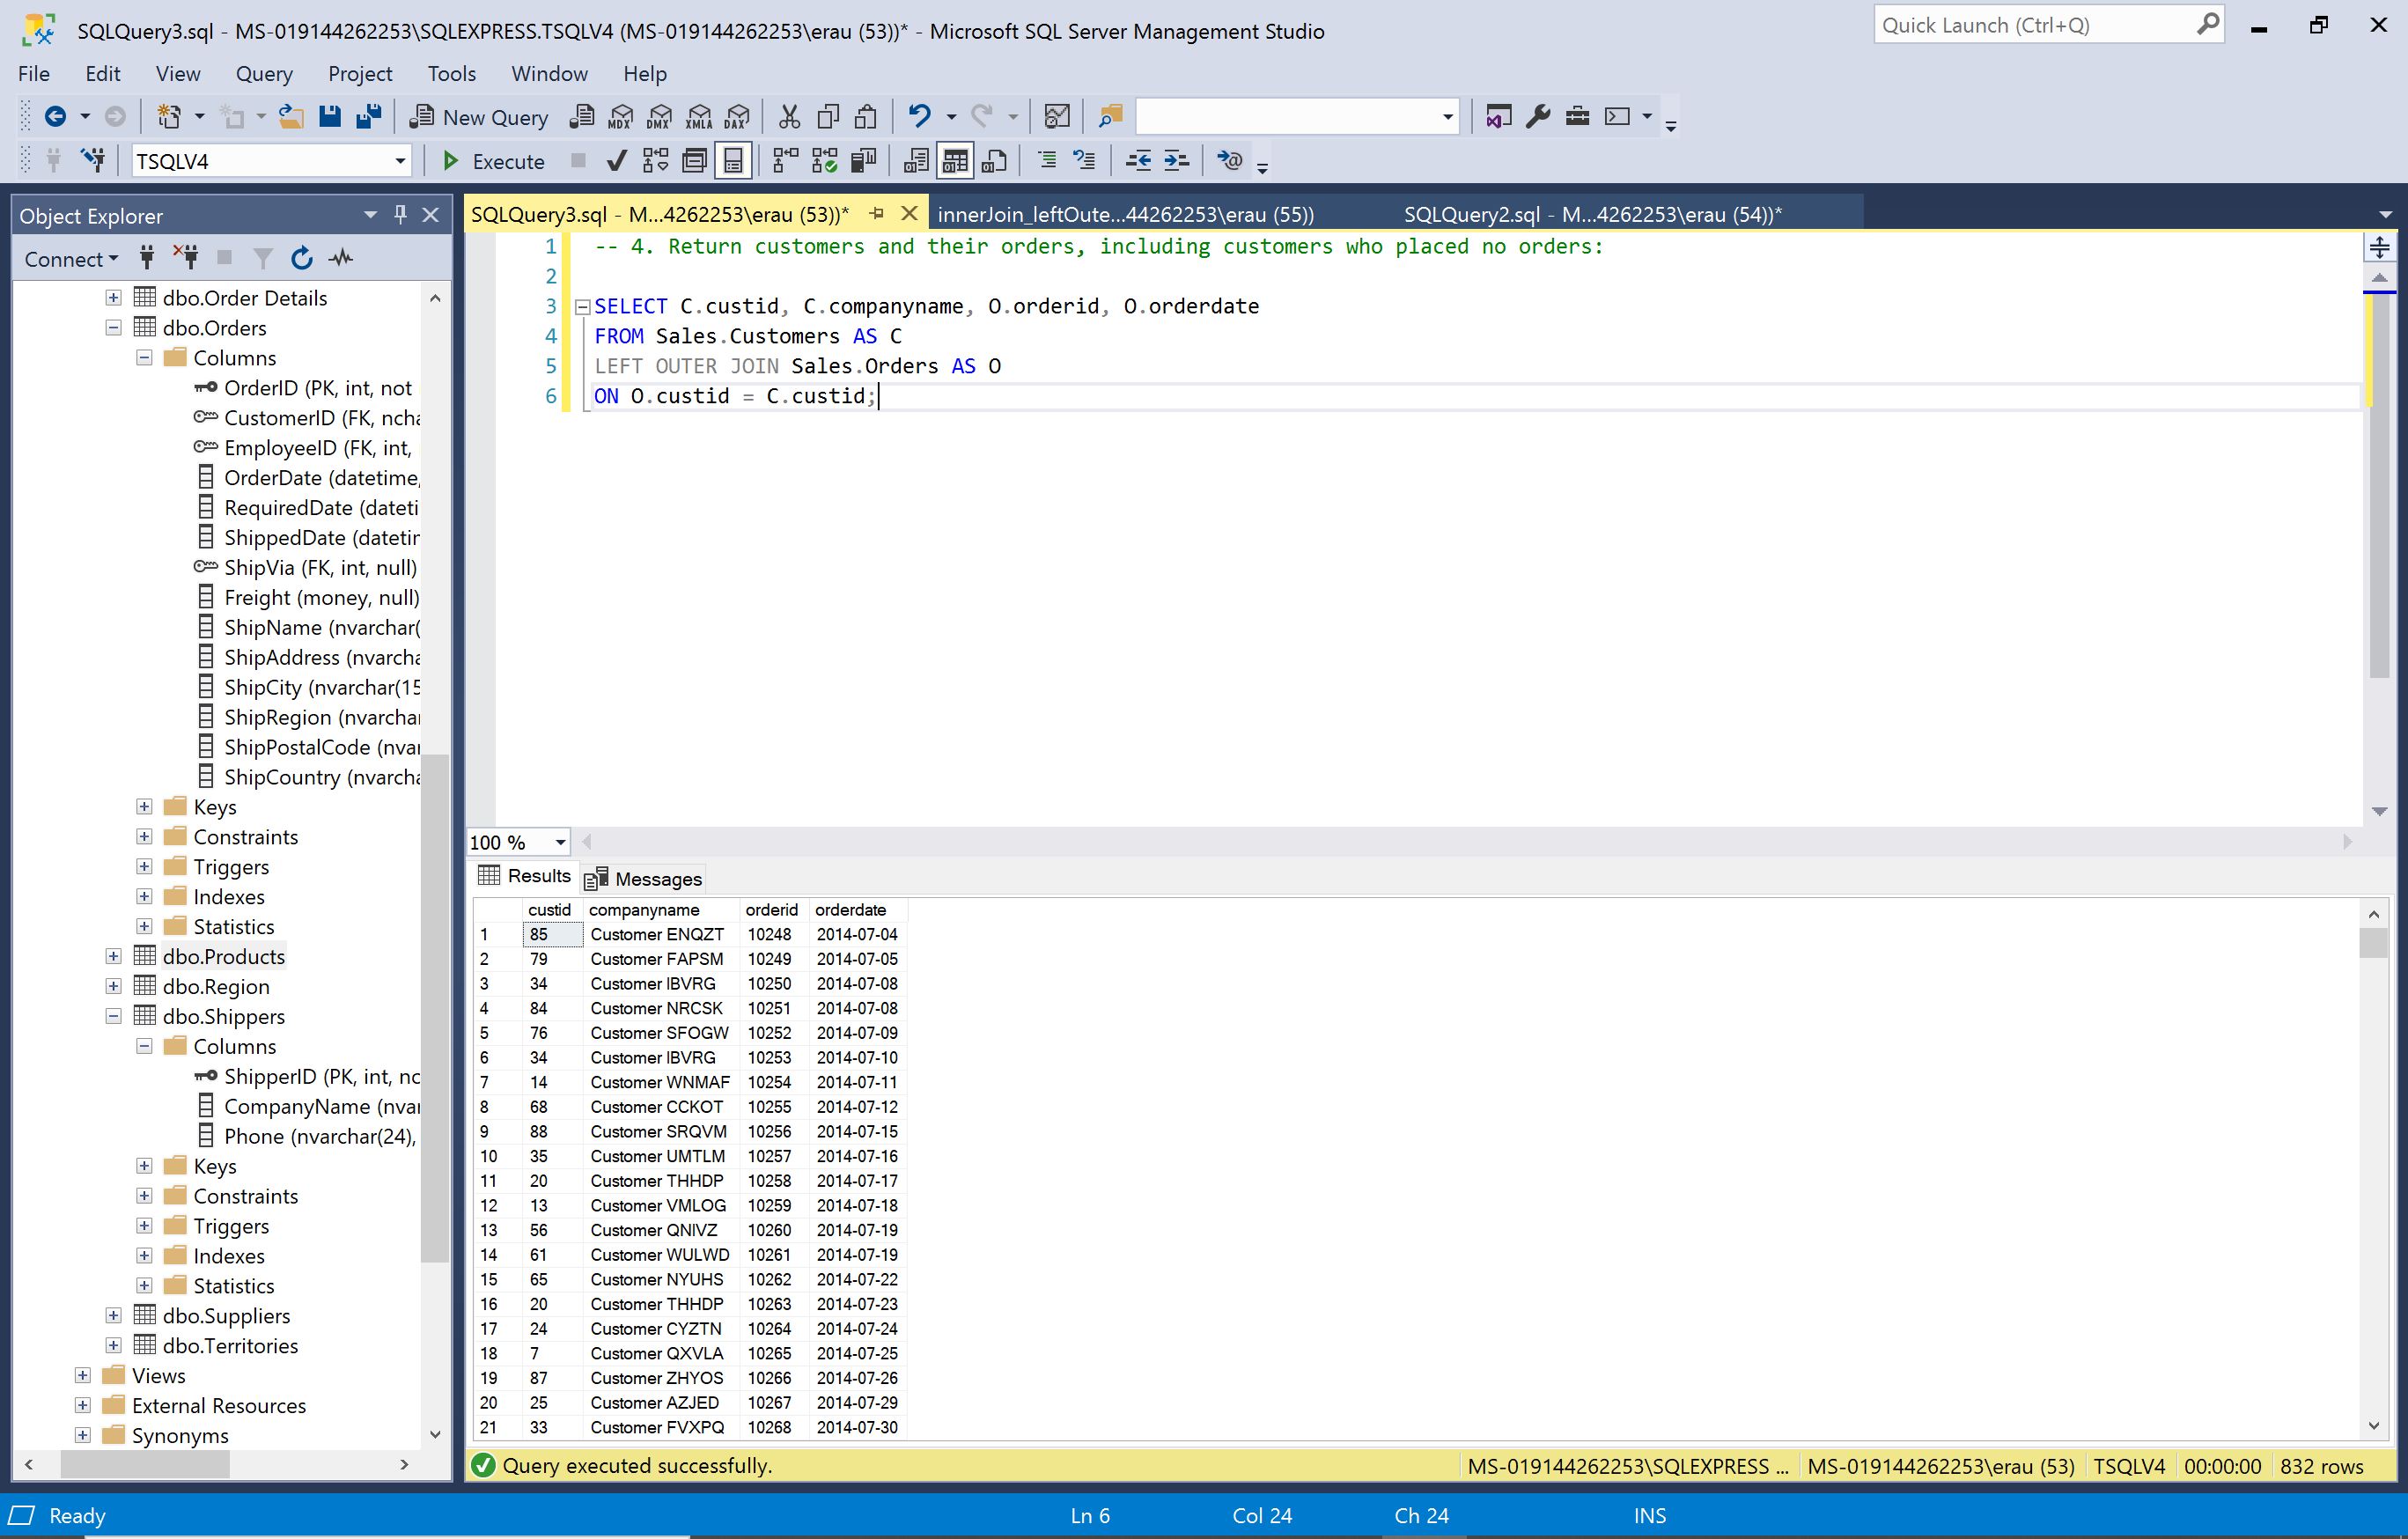 SQLQuery3.sql - MS-019144262253\SQLEXPRESS.TSQLV4 (MS-019144262253\erau (53))* - Microsoft SQL Server Management Studio
Quick Launch (Ctrl+Q)
File Edit View Query Project Tools Window Help
New Query MDX DMX XMLA DAX
TSQLV4 Execute
Object Explorer
Connect
dbo.Order Details
dbo.Orders
Columns
OrderID (PK, int, not
CustomerID (FK, ncha
EmployeeID (FK, int,
OrderDate (datetime,
RequiredDate (dateti
ShippedDate (datetin
ShipVia (FK, int, null)
Freight (money, null)
ShipName (nvarchar(
ShipAddress (nvarcha
ShipCity (nvarchar(15
ShipRegion (nvarchar
ShipPostalCode (nvar
ShipCountry (nvarcha
Keys
Constraints
Triggers
Indexes
Statistics
dbo.Products
dbo.Region
dbo.Shippers
Columns
ShipperID (PK, int, no
CompanyName (nvar
Phone (nvarchar(24),
Keys
Constraints
Triggers
Indexes
Statistics
dbo.Suppliers
dbo.Territories
Views
External Resources
Synonyms
SQLQuery3.sql - M...4262253\erau (53))* innerJoin_leftOute...44262253\erau (55)) SQLQuery2.sql - M...4262253\erau (54))*
1 -- 4. Return customers and their orders, including customers who placed no orders:
2
3 SELECT C.custid, C.companyname, O.orderid, O.orderdate
4 FROM Sales.Customers AS C
5 LEFT OUTER JOIN Sales.Orders AS O
6 ON O.custid = C.custid;
100 %
Results Messages
custid companyname orderid orderdate
1 85 Customer ENQZT 10248 2014-07-04
2 79 Customer FAPSM 10249 2014-07-05
3 34 Customer IBVRG 10250 2014-07-08
4 84 Customer NRCSK 10251 2014-07-08
5 76 Customer SFOGW 10252 2014-07-09
6 34 Customer IBVRG 10253 2014-07-10
7 14 Customer WNMAF 10254 2014-07-11
8 68 Customer CCKOT 10255 2014-07-12
9 88 Customer SRQVM 10256 2014-07-15
10 35 Customer UMTLM 10257 2014-07-16
11 20 Customer THHDP 10258 2014-07-17
12 13 Customer VMLOG 10259 2014-07-18
13 56 Customer QNIVZ 10260 2014-07-19
14 61 Customer WULWD 10261 2014-07-19
15 65 Customer NYUHS 10262 2014-07-22
16 20 Customer THHDP 10263 2014-07-23
17 24 Customer CYZTN 10264 2014-07-24
18 7 Customer QXVLA 10265 2014-07-25
19 87 Customer ZHYOS 10266 2014-07-26
20 25 Customer AZJED 10267 2014-07-29
21 33 Customer FVXPQ 10268 2014-07-30
Query executed successfully. MS-019144262253\SQLEXPRESS ... MS-019144262253\erau (53) TSQLV4 00:00:00 832 rows
Ready Ln 6 Col 24 Ch 24 INS